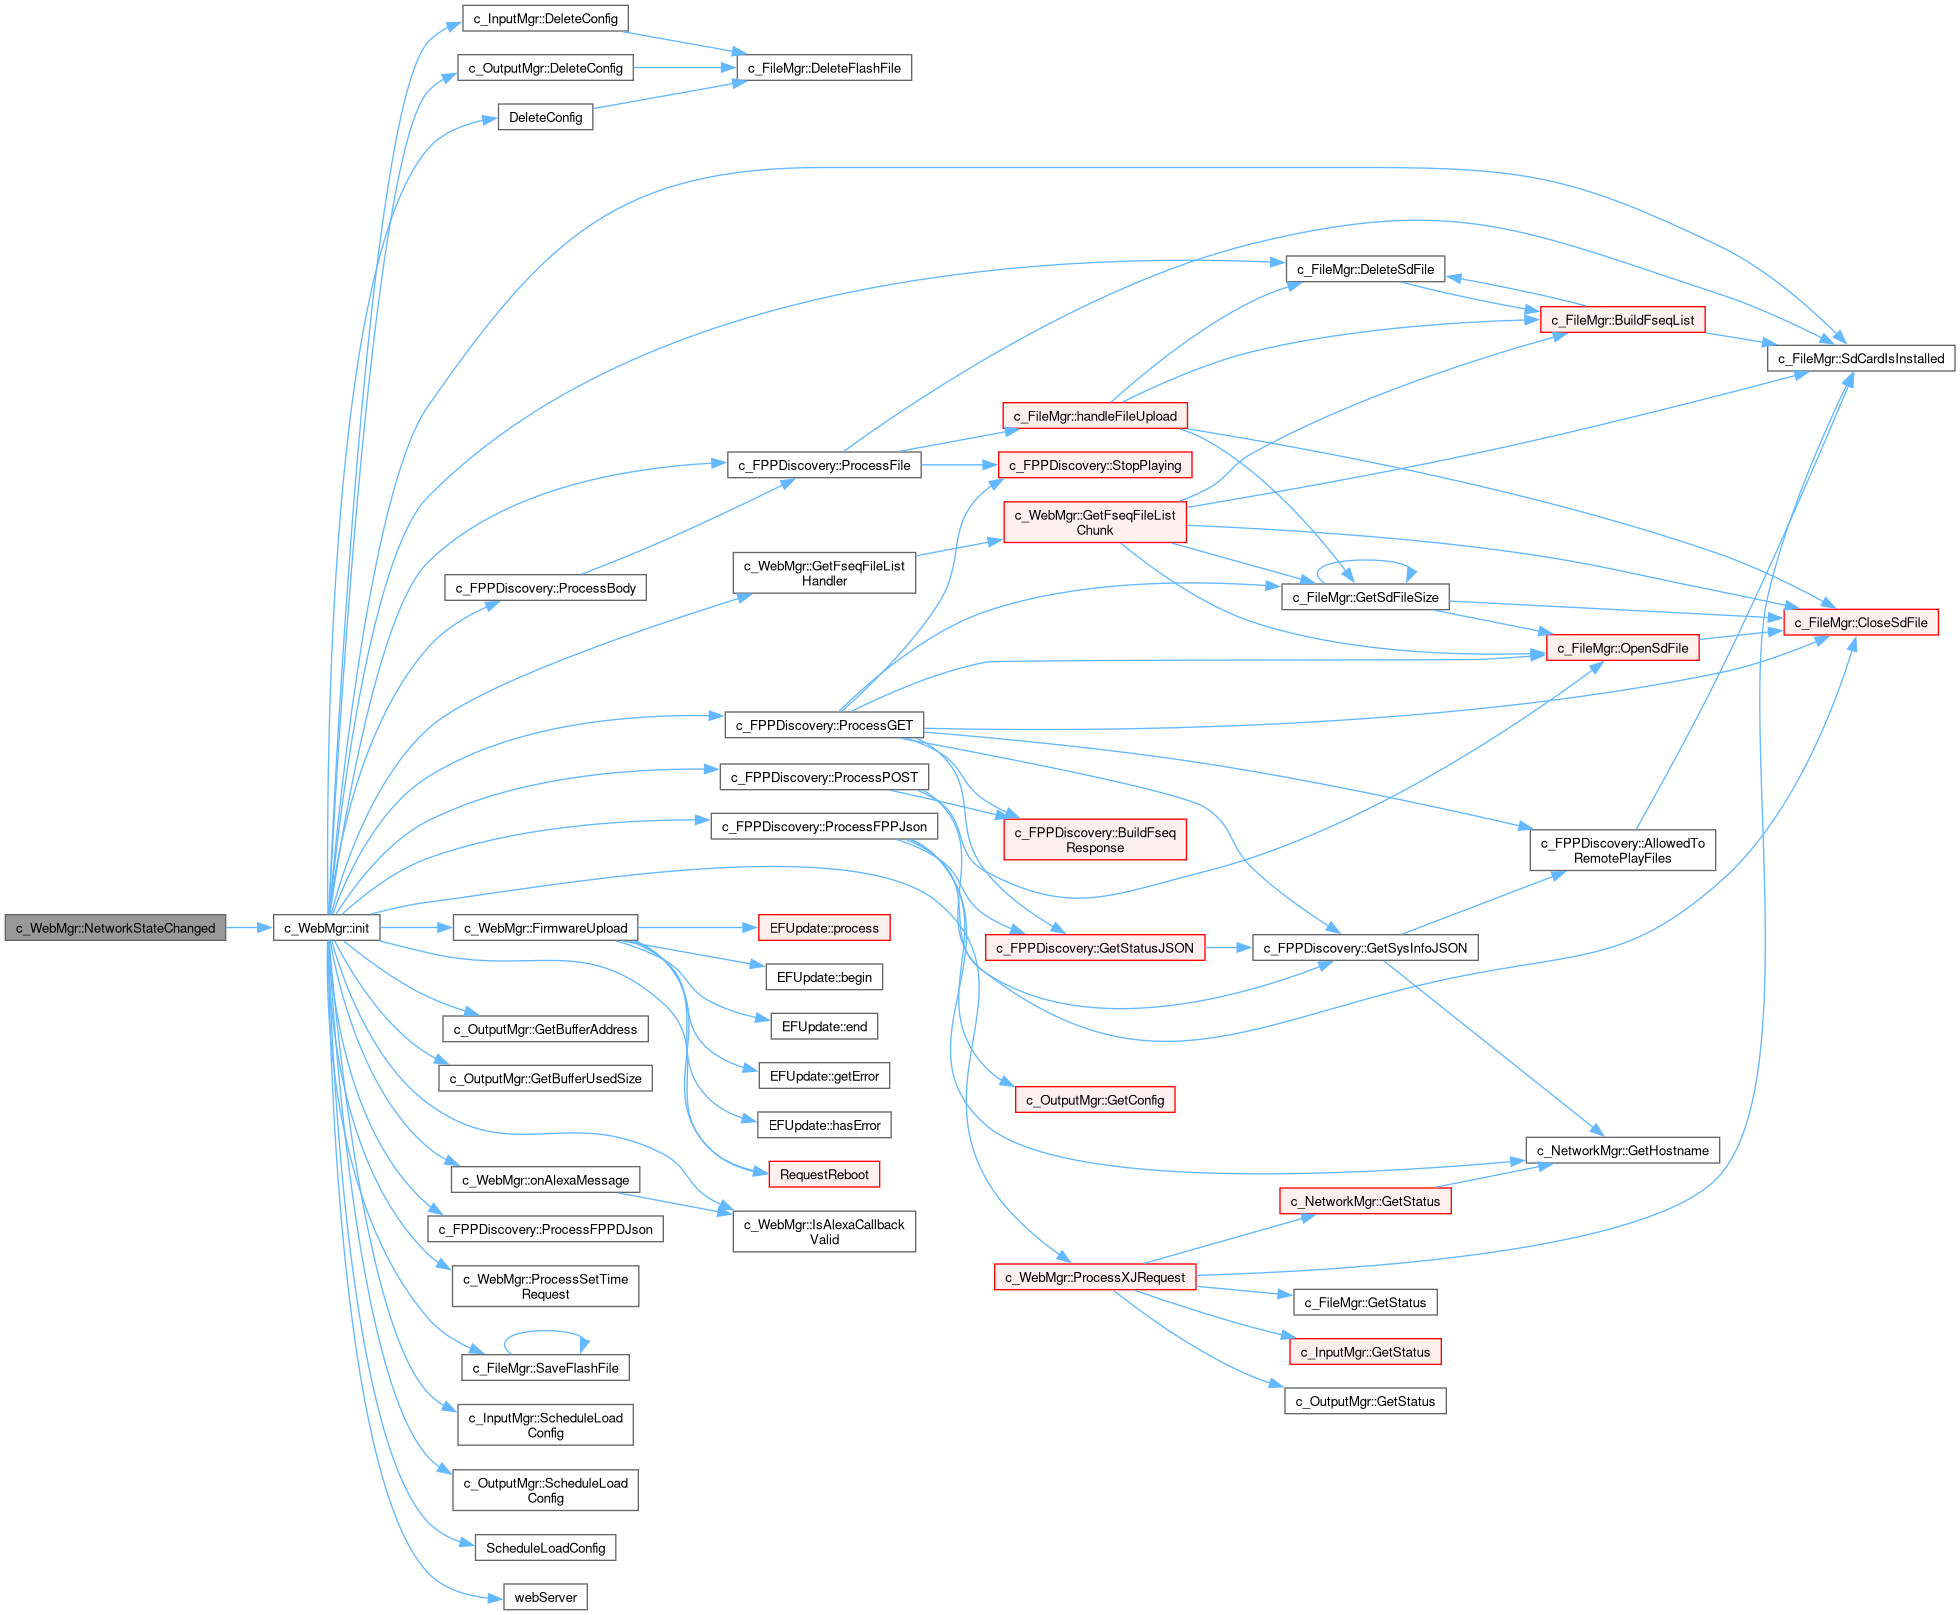 c_InputMgr::DeleteConfig
c_OutputMgr::DeleteConfig
c_FileMgr::DeleteFlashFile
DeleteConfig
c_FileMgr::DeleteSdFile
c_FileMgr::BuildFseqList
c_FileMgr::SdCardIsInstalled
c_FileMgr::handleFileUpload
c_FPPDiscovery::ProcessFile
c_FPPDiscovery::StopPlaying
c_WebMgr::GetFseqFileList
Chunk
c_WebMgr::GetFseqFileList
Handler
c_FPPDiscovery::ProcessBody
c_FileMgr::GetSdFileSize
c_FileMgr::CloseSdFile
c_FileMgr::OpenSdFile
c_FPPDiscovery::ProcessGET
c_FPPDiscovery::ProcessPOST
c_FPPDiscovery::ProcessFPPJson
c_FPPDiscovery::BuildFseq
Response
c_FPPDiscovery::AllowedTo
RemotePlayFiles
c_WebMgr::NetworkStateChanged
c_WebMgr::init
c_WebMgr::FirmwareUpload
EFUpdate::process
c_FPPDiscovery::GetStatusJSON
c_FPPDiscovery::GetSysInfoJSON
EFUpdate::begin
c_OutputMgr::GetBufferAddress
EFUpdate::end
c_OutputMgr::GetBufferUsedSize
EFUpdate::getError
c_OutputMgr::GetConfig
EFUpdate::hasError
c_NetworkMgr::GetHostname
RequestReboot
c_WebMgr::onAlexaMessage
c_NetworkMgr::GetStatus
c_FPPDiscovery::ProcessFPPDJson
c_WebMgr::IsAlexaCallback
Valid
c_WebMgr::ProcessSetTime
Request
c_WebMgr::ProcessXJRequest
c_FileMgr::GetStatus
c_InputMgr::GetStatus
c_FileMgr::SaveFlashFile
c_OutputMgr::GetStatus
c_InputMgr::ScheduleLoad
Config
c_OutputMgr::ScheduleLoad
Config
ScheduleLoadConfig
webServer